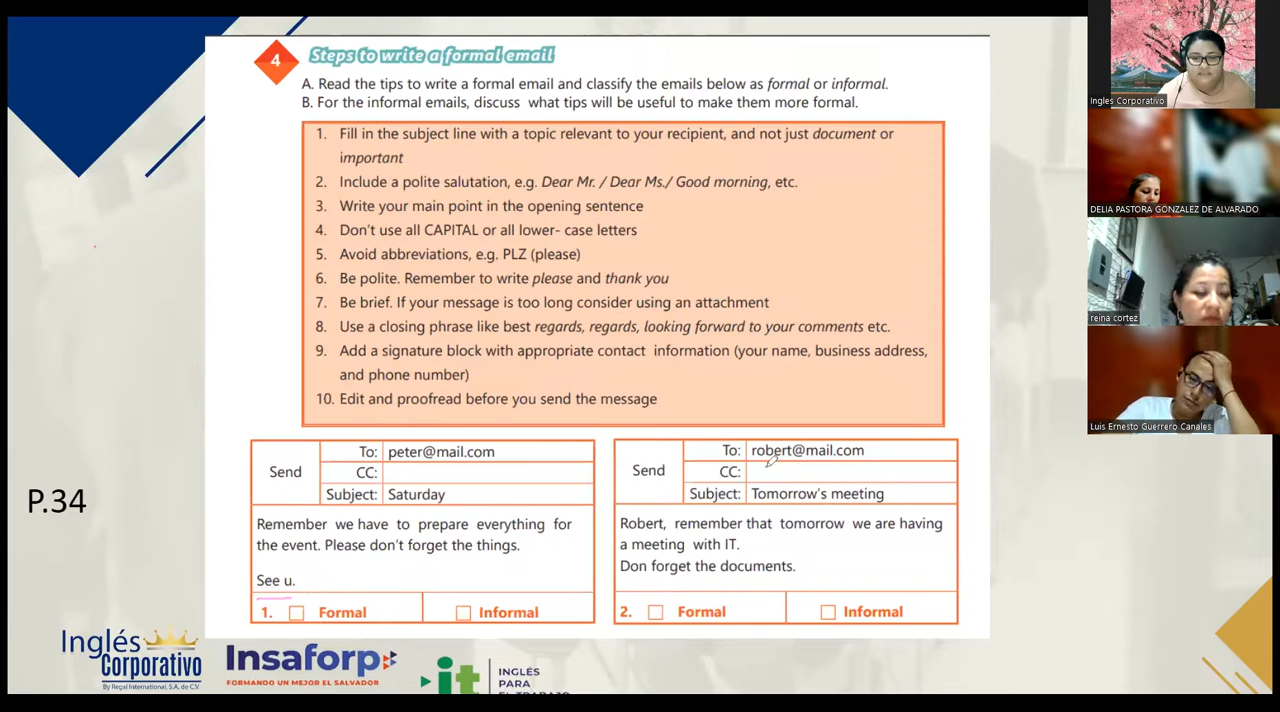 4
Steps to write a formal email
A. Read the tips to write a formal email and classify the emails below as formal or informal.
B. For the informal emails, discuss what tips will be useful to make them more formal.
1. Fill in the subject line with a topic relevant to your recipient, and not just document or
important
2. Include a polite salutation, e.g. Dear Mr. / Dear Ms./ Good morning, etc.
3. Write your main point in the opening sentence
4. Don't use all CAPITAL or all lower- case letters
5. Avoid abbreviations, e.g. PLZ (please)
6. Be polite. Remember to write please and thank you
7. Be brief. If your message is too long consider using an attachment
8. Use a closing phrase like best regards, regards, looking forward to your comments etc.
9. Add a signature block with appropriate contact information (your name, business address,
and phone number)
10. Edit and proofread before you send the message
Send
To: peter@mail.com
CC:
Subject: Saturday
Remember we have to prepare everything for
the event. Please don't forget the things.
See u.
1. Formal Informal
Send
To: robert@mail.com
CC:
Subject: Tomorrow's meeting
Robert, remember that tomorrow we are having
a meeting with IT.
Don forget the documents.
2. Formal Informal
P.34
Inglés
Corporativo
By Regal International, S.A. de C.V.
Insaforp
FORMANDO UN MEJOR EL SALVADOR
it
INGLÉS
PARA
EL TRABAJO
Ingles Corporativo
DELIA PASTORA GONZALEZ DE ALVARADO
reina cortez
Luis Ernesto Guerrero Canales